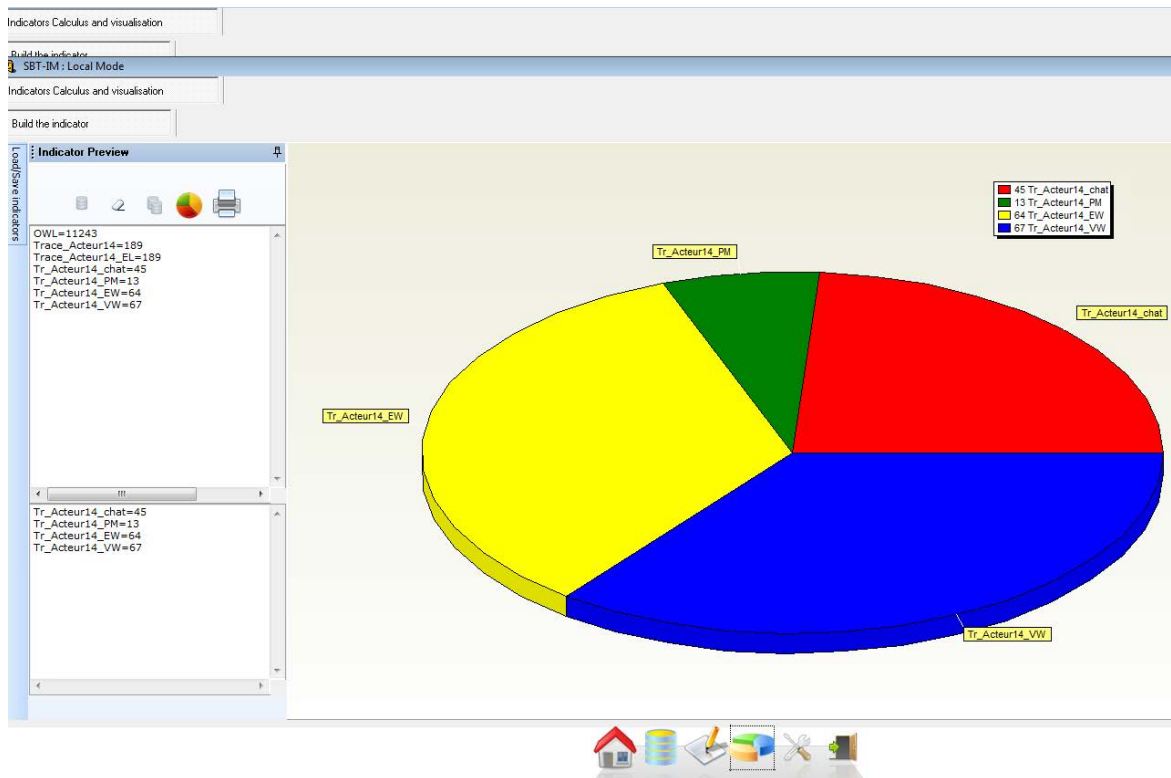 Indicators Calculus and visualisation
Build the indicator
SBT-IM : Local Mode
Indicators Calculus and visualisation
Build the indicator
Load/Save indicators
Indicator Preview
OWL=11243
Trace_Acteur14=189
Trace_Acteur14_EL=189
Tr_Acteur14_chat=45
Tr_Acteur14_PM=13
Tr_Acteur14_EW=64
Tr_Acteur14_VW=67
Tr_Acteur14_chat=45
Tr_Acteur14_PM=13
Tr_Acteur14_EW=64
Tr_Acteur14_VW=67
45 Tr_Acteur14_chat
13 Tr_Acteur14_PM
64 Tr_Acteur14_EW
67 Tr_Acteur14_VW
Tr_Acteur14_PM
Tr_Acteur14_chat
Tr_Acteur14_EW
Tr_Acteur14_VW